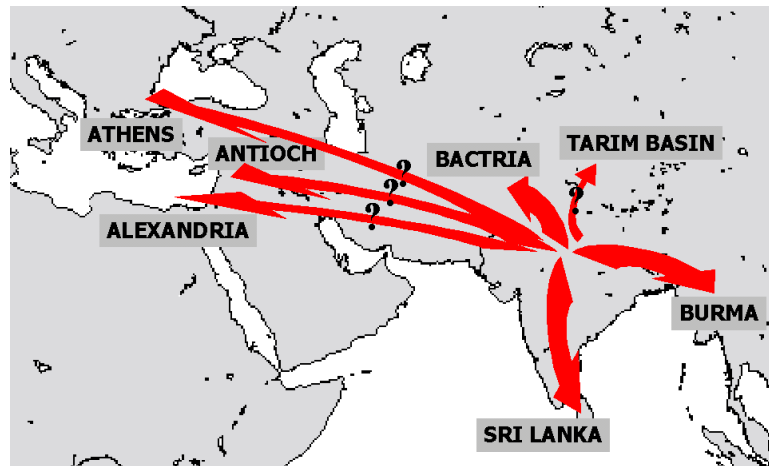 ATHENS
ANTIOCH
BACTRIA
TARIM BASIN
?
?
?
?
ALEXANDRIA
BURMA
SRI LANKA